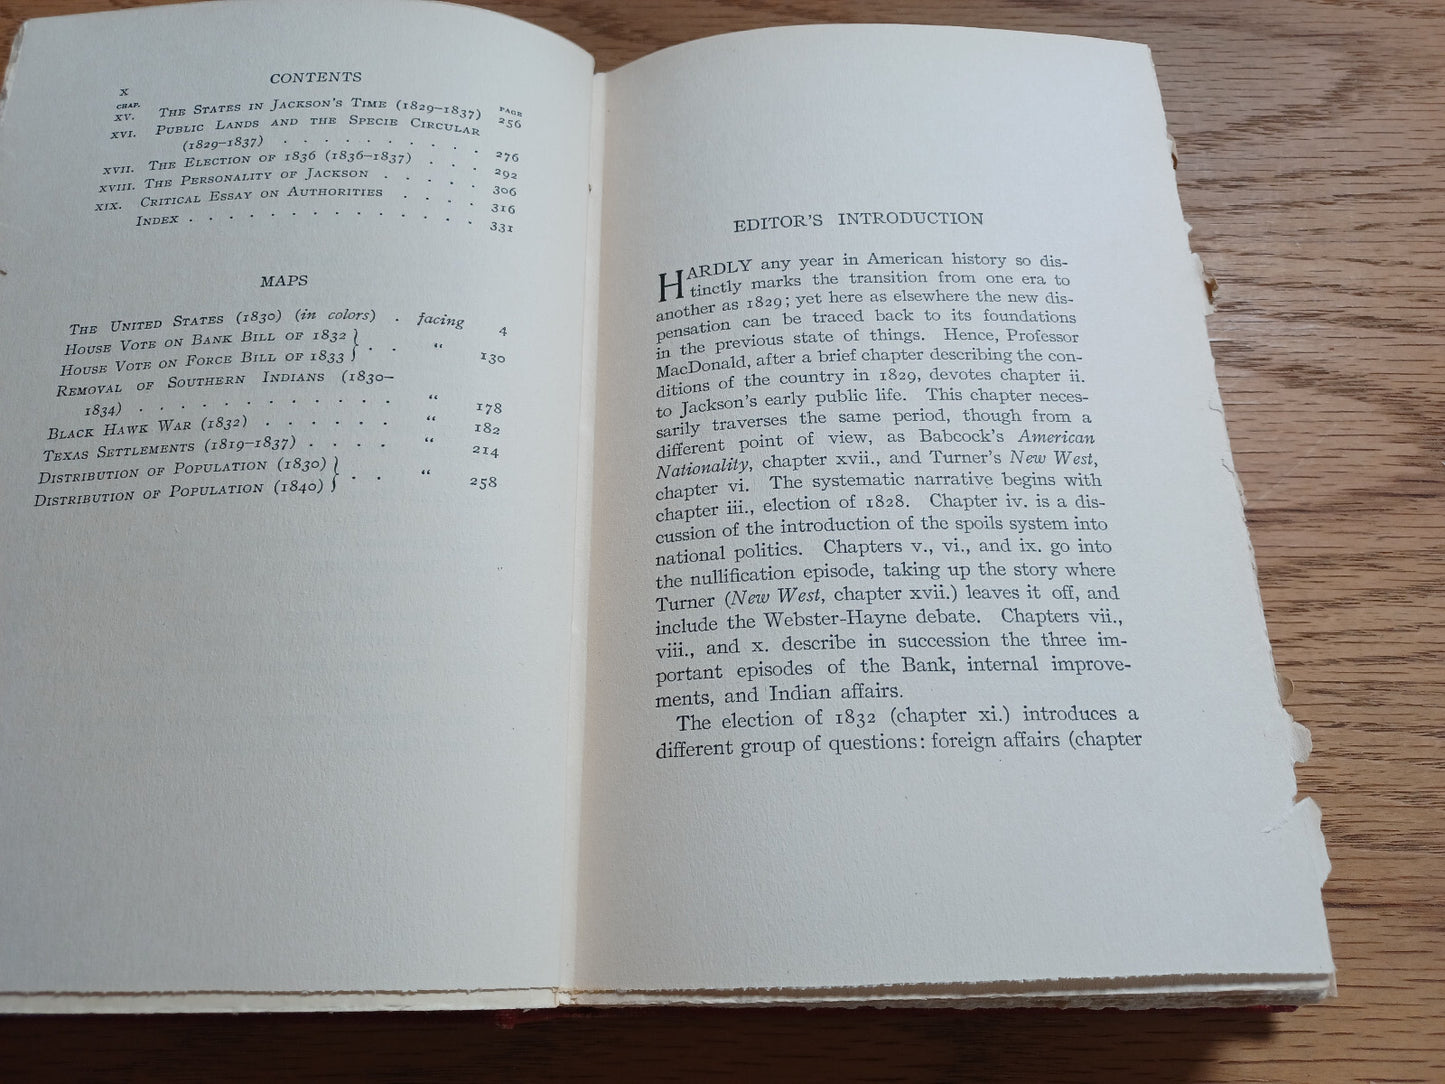 x
CONTENTS
CHAP. PAGE
XV. The States in Jackson's Time (1829–1837) 256
XVI. Public Lands and the Specie Circular
(1829–1837) . . . . . . . . . . 276
XVII. The Election of 1836 (1836–1837) . . . 292
XVIII. The Personality of Jackson . . . . . 306
XIX. Critical Essay on Authorities . . . . 316
Index . . . . . . . . . . . . . 331
MAPS
The United States (1830) (in colors) . facing 4
House Vote on Bank Bill of 1832 }
House Vote on Force Bill of 1833 } . . “ 130
Removal of Southern Indians (1830–
1834) . . . . . . . . . . . . “ 178
Black Hawk War (1832) . . . . . . “ 182
Texas Settlements (1819–1837) . . . . “ 214
Distribution of Population (1830) }
Distribution of Population (1840) } . . “ 258
EDITOR'S INTRODUCTION
HARDLY any year in American history so dis-
tinctly marks the transition from one era to
another as 1829; yet here as elsewhere the new dis-
pensation can be traced back to its foundations
in the previous state of things. Hence, Professor
MacDonald, after a brief chapter describing the con-
ditions of the country in 1829, devotes chapter ii.
to Jackson's early public life. This chapter neces-
sarily traverses the same period, though from a
different point of view, as Babcock's American
Nationality, chapter xvii., and Turner's New West,
chapter vi. The systematic narrative begins with
chapter iii., election of 1828. Chapter iv. is a dis-
cussion of the introduction of the spoils system into
national politics. Chapters v., vi., and ix. go into
the nullification episode, taking up the story where
Turner (New West, chapter xvii.) leaves it off, and
include the Webster-Hayne debate. Chapters vii.,
viii., and x. describe in succession the three im-
portant episodes of the Bank, internal improve-
ments, and Indian affairs.
The election of 1832 (chapter xi.) introduces a
different group of questions: foreign affairs (chapter